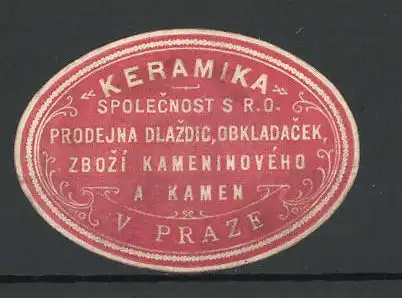 „KERAMIKA”
SPOLEČNOST S R.O.
PRODEJNA DLAŽDIC, OBKLADAČEK,
ZBOŽÍ KAMENINOVÉHO
A KAMEN
V PRAZE